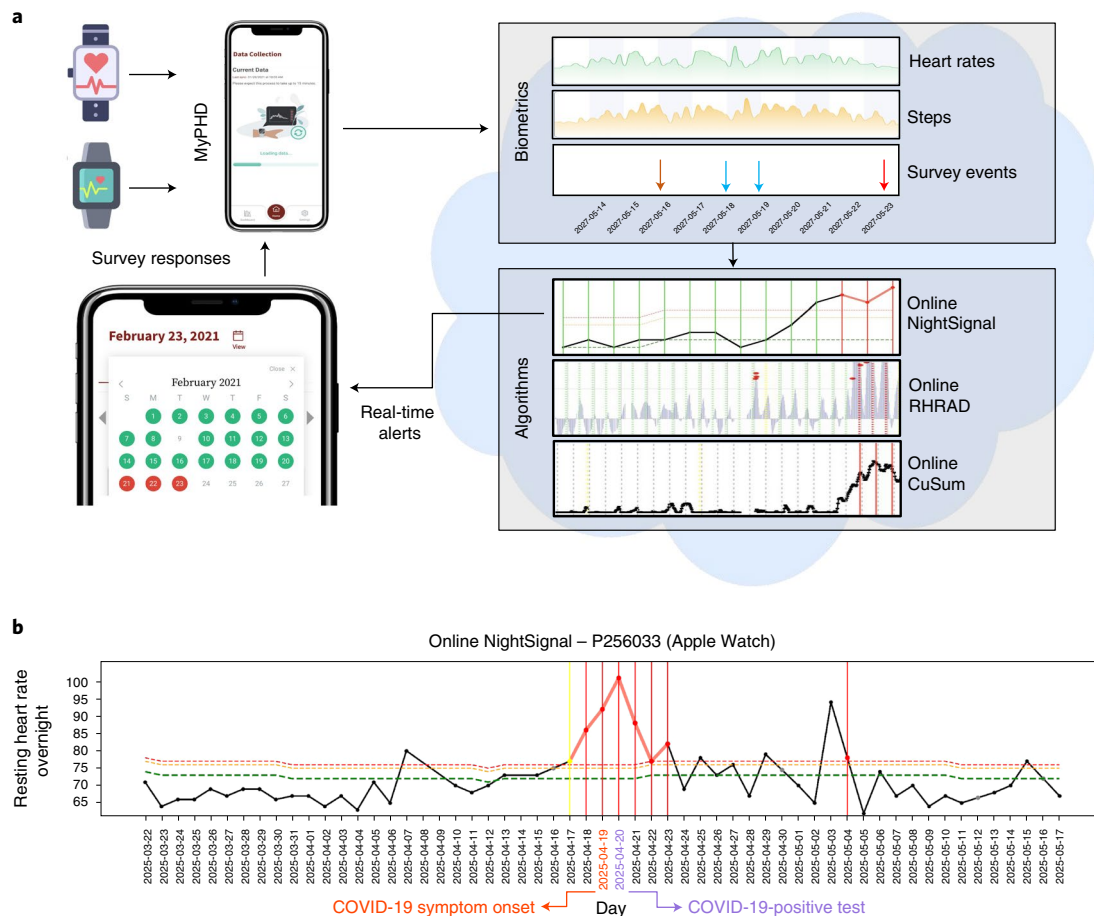 a
Data Collection
Current Data
Loading data...
MyPHD
Survey responses
February 23, 2021
View
Close ×
February 2021
S M T W T F S
1 2 3 4 5 6
7 8 9 10 11 12 13
14 15 16 17 18 19 20
21 22 23 24 25 26 27
Real-time
alerts
Biometrics
Heart rates
Steps
Survey events
2027-05-14
2027-05-15
2027-05-16
2027-05-17
2027-05-18
2027-05-19
2027-05-20
2027-05-21
2027-05-22
2027-05-23
Algorithms
Online
NightSignal
Online
RHRAD
Online
CuSum
b
Online NightSignal – P256033 (Apple Watch)
Resting heart rate
overnight
100
95
90
85
80
75
70
65
2025-03-22
2025-03-24
2025-03-25
2025-03-26
2025-03-27
2025-03-28
2025-03-29
2025-03-30
2025-03-31
2025-04-01
2025-04-02
2025-04-03
2025-04-04
2025-04-05
2025-04-06
2025-04-07
2025-04-08
2025-04-09
2025-04-10
2025-04-11
2025-04-12
2025-04-13
2025-04-14
2025-04-15
2025-04-16
2025-04-17
2025-04-18
2025-04-19
2025-04-20
2025-04-21
2025-04-22
2025-04-23
2025-04-24
2025-04-25
2025-04-26
2025-04-27
2025-04-28
2025-04-29
2025-04-30
2025-05-01
2025-05-02
2025-05-03
2025-05-04
2025-05-05
2025-05-06
2025-05-07
2025-05-08
2025-05-09
2025-05-10
2025-05-11
2025-05-12
2025-05-13
2025-05-14
2025-05-15
2025-05-16
2025-05-17
COVID-19 symptom onset
Day
COVID-19-positive test